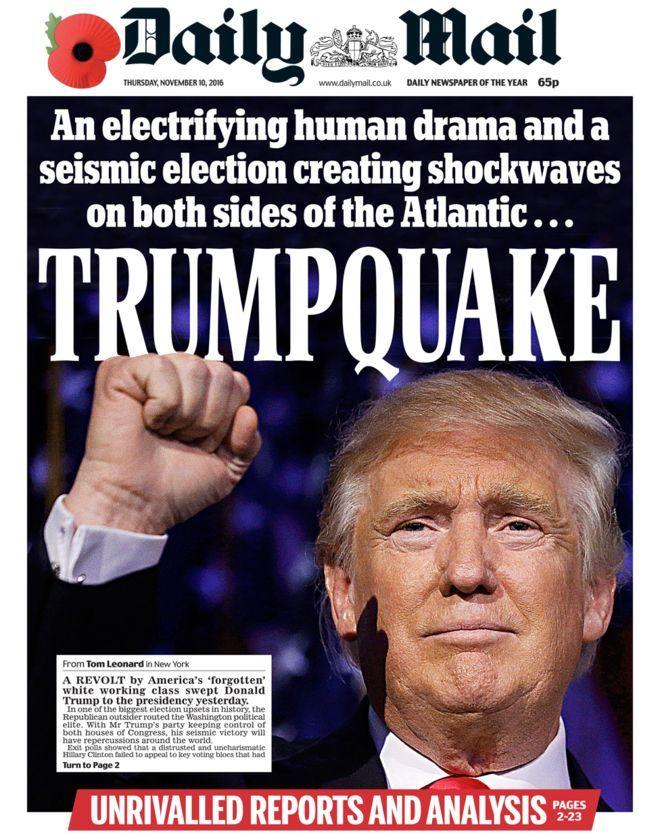 Daily Mail
THURSDAY, NOVEMBER 10, 2016 www.dailymail.co.uk DAILY NEWSPAPER OF THE YEAR 65p
An electrifying human drama and a
seismic election creating shockwaves
on both sides of the Atlantic ...
TRUMPQUAKE
From Tom Leonard in New York
A REVOLT by America's 'forgotten'
white working class swept Donald
Trump to the presidency yesterday.
In one of the biggest election upsets in history, the
Republican outsider routed the Washington political
elite. With Mr Trump's party keeping control of
both houses of Congress, his seismic victory will
have repercussions around the world.
Exit polls showed that a distrusted and uncharismatic
Hillary Clinton failed to appeal to key voting blocs that had
Turn to Page 2
UNRIVALLED REPORTS AND ANALYSIS PAGES
2-23